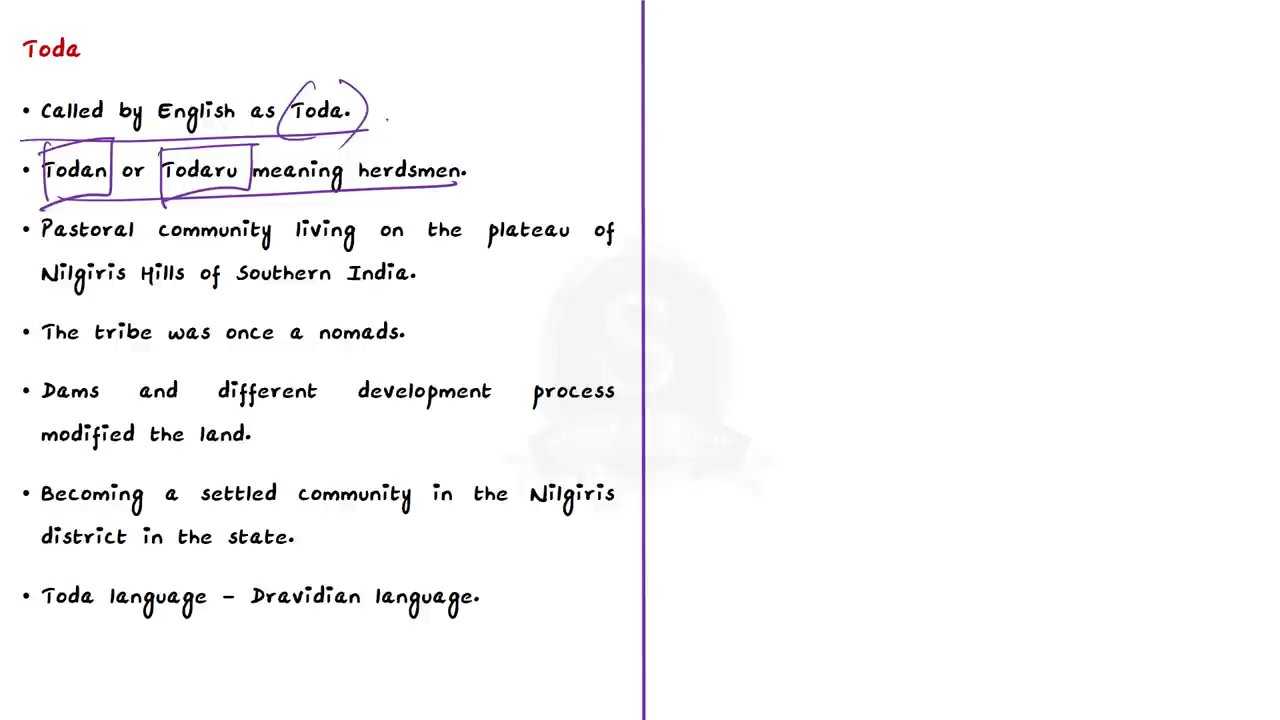 Toda
• Called by English as Toda.
• Todan or Todaru meaning herdsmen.
• Pastoral community living on the plateau of
Nilgiris Hills of Southern India.
• The tribe was once a nomads.
• Dams and different development process
modified the land.
• Becoming a settled community in the Nilgiris
district in the state.
• Toda language - Dravidian language.